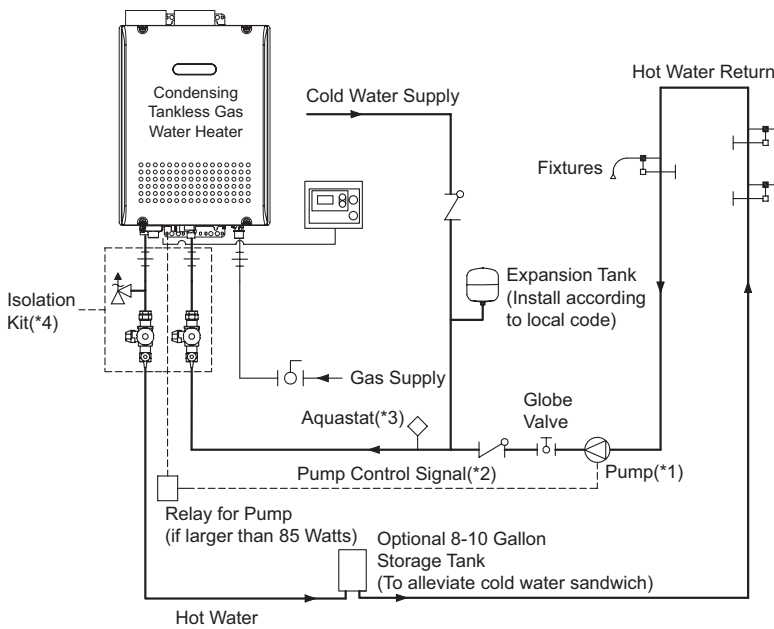 Condensing
Tankless Gas
Water Heater
Hot Water Return
Cold Water Supply
Fixtures
Expansion Tank
(Install according
to local code)
Isolation
Kit(*4)
Gas Supply
Globe
Valve
Aquastat(*3)
Pump Control Signal(*2)
Pump(*1)
Relay for Pump
(if larger than 85 Watts)
Optional 8-10 Gallon
Storage Tank
(To alleviate cold water sandwich)
Hot Water